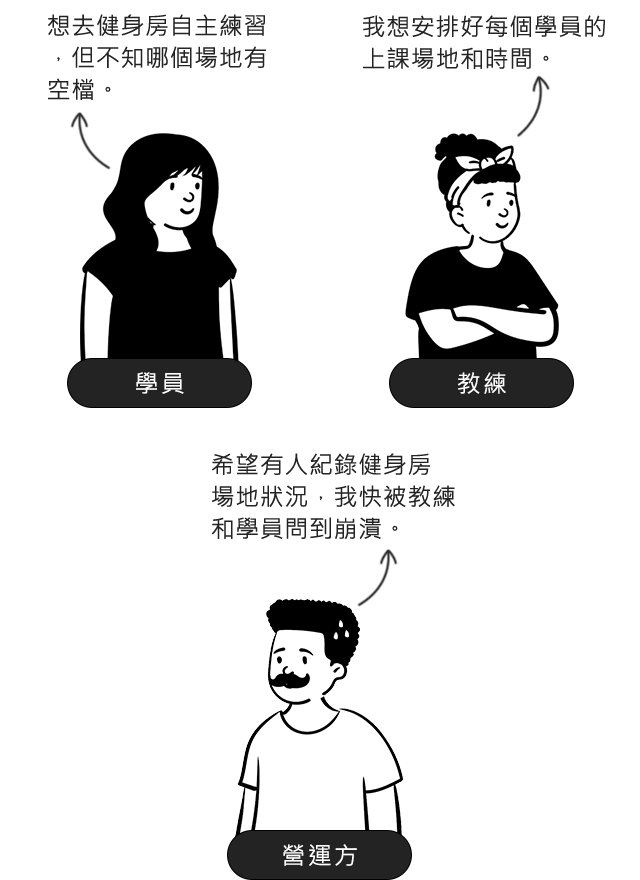 想去健身房自主練習
，但不知哪個場地有
空檔。
我想安排好每個學員的
上課場地和時間。
學員
教練
希望有人紀錄健身房
場地狀況，我快被教練
和學員問到崩潰。
營運方